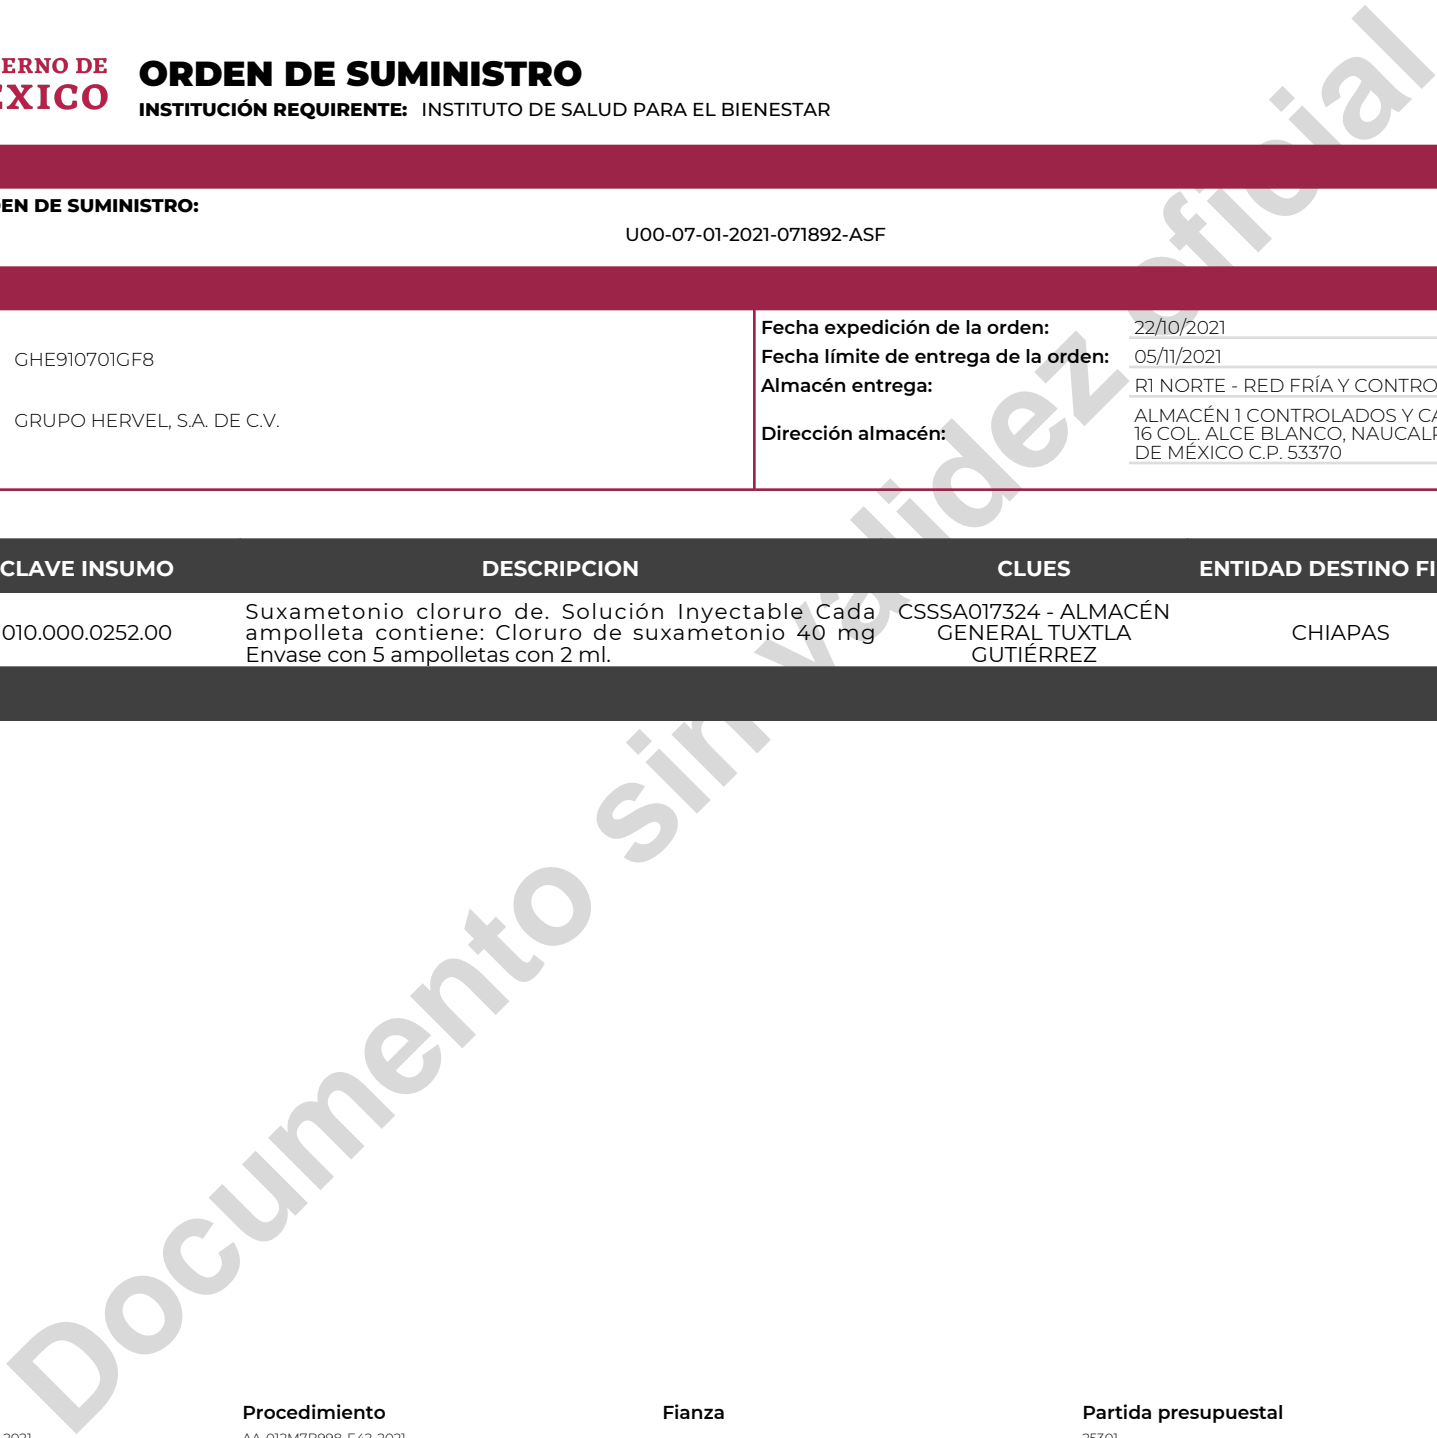 ERNO DE
ÉXICO
ORDEN DE SUMINISTRO
INSTITUCIÓN REQUIRENTE: INSTITUTO DE SALUD PARA EL BIENESTAR
EN DE SUMINISTRO:
U00-07-01-2021-071892-ASF
GHE910701GF8
GRUPO HERVEL, S.A. DE C.V.
Fecha expedición de la orden: 22/10/2021
Fecha límite de entrega de la orden: 05/11/2021
Almacén entrega: R1 NORTE - RED FRÍA Y CONTRO
Dirección almacén: ALMACÉN 1 CONTROLADOS Y CA
16 COL. ALCE BLANCO, NAUCALP
DE MÉXICO C.P. 53370
CLAVE INSUMO DESCRIPCION CLUES ENTIDAD DESTINO FI
010.000.0252.00
Suxametonio cloruro de. Solución Inyectable Cada
ampolleta contiene: Cloruro de suxametonio 40 mg
Envase con 5 ampolletas con 2 ml.
CSSSA017324 - ALMACÉN
GENERAL TUXTLA
GUTIÉRREZ
CHIAPAS
Documento sin validez oficial
Procedimiento Fianza Partida presupuestal